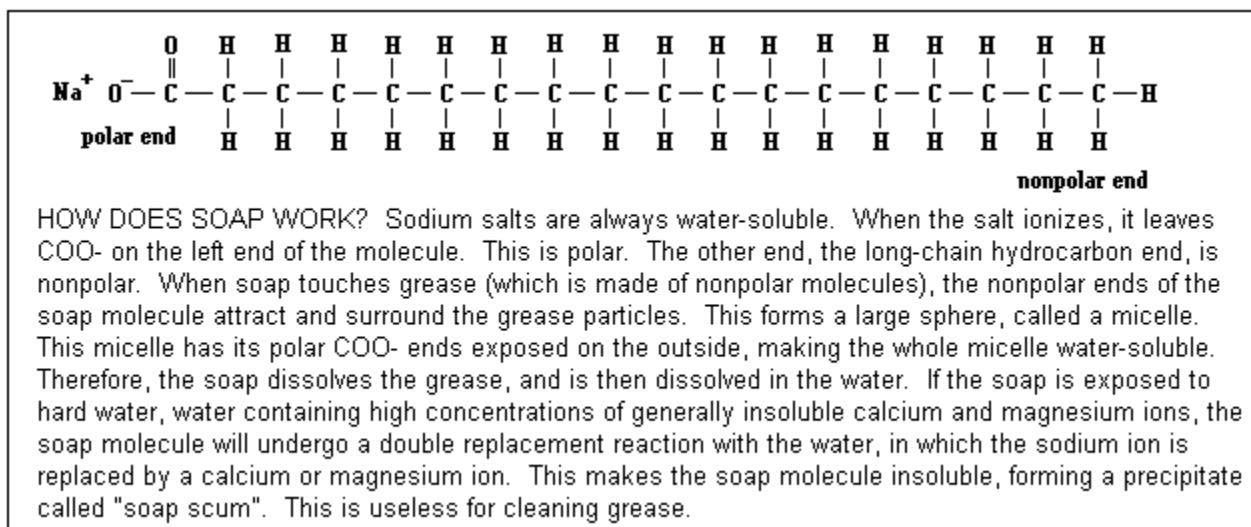 O H H H H H H H H H H H H H H H H H
Na⁺ O⁻—C—C—C—C—C—C—C—C—C—C—C—C—C—C—C—C—C—C—H
polar end H H H H H H H H H H H H H H H H H
nonpolar end
HOW DOES SOAP WORK? Sodium salts are always water-soluble. When the salt ionizes, it leaves
COO- on the left end of the molecule. This is polar. The other end, the long-chain hydrocarbon end, is
nonpolar. When soap touches grease (which is made of nonpolar molecules), the nonpolar ends of the
soap molecule attract and surround the grease particles. This forms a large sphere, called a micelle.
This micelle has its polar COO- ends exposed on the outside, making the whole micelle water-soluble.
Therefore, the soap dissolves the grease, and is then dissolved in the water. If the soap is exposed to
hard water, water containing high concentrations of generally insoluble calcium and magnesium ions, the
soap molecule will undergo a double replacement reaction with the water, in which the sodium ion is
replaced by a calcium or magnesium ion. This makes the soap molecule insoluble, forming a precipitate
called "soap scum". This is useless for cleaning grease.